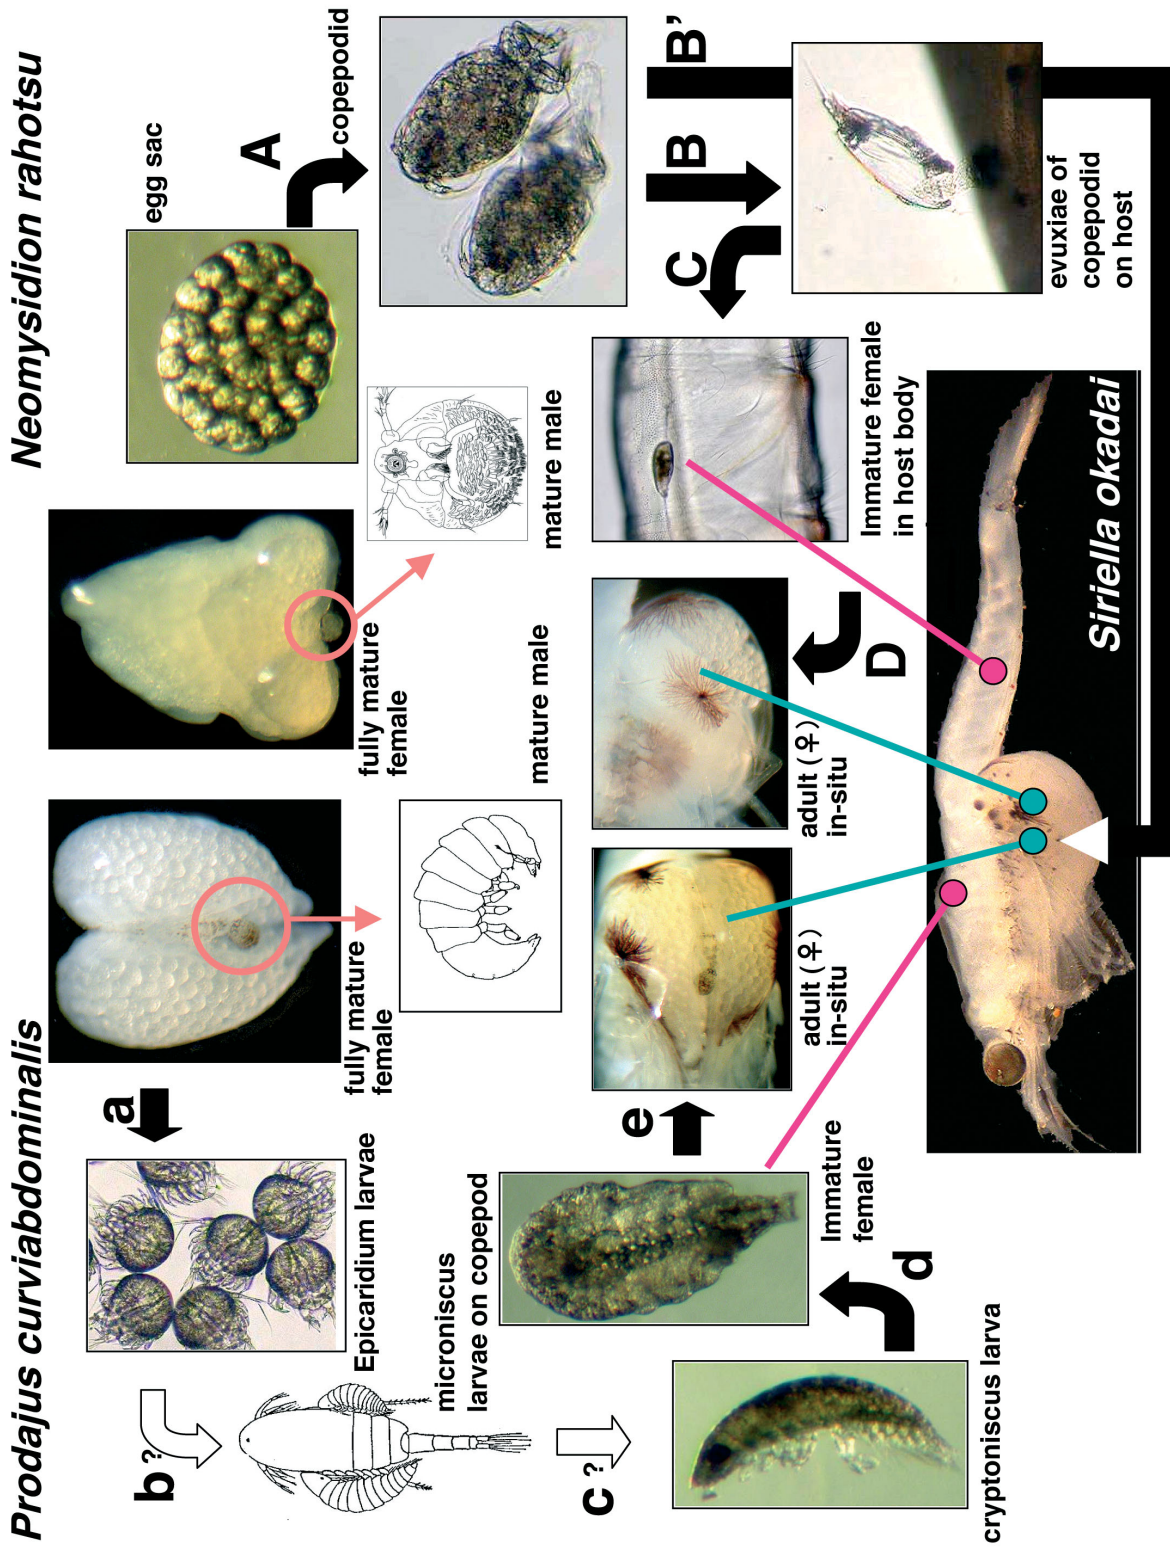 Prodajus curviabdominalis
Neomysidion rahotsu
a
fully mature
female
fully mature
female
egg sac
A
copepodid
Epicaridium larvae
b ?
microniscus
larvae on copepod
mature male
mature male
B
B’
c ?
e
C
Immature
female
adult (♀)
in-situ
adult (♀)
in-situ
D
Immature female
in host body
evuxiae of
copepodid
on host
d
cryptoniscus larva
Siriella okadai